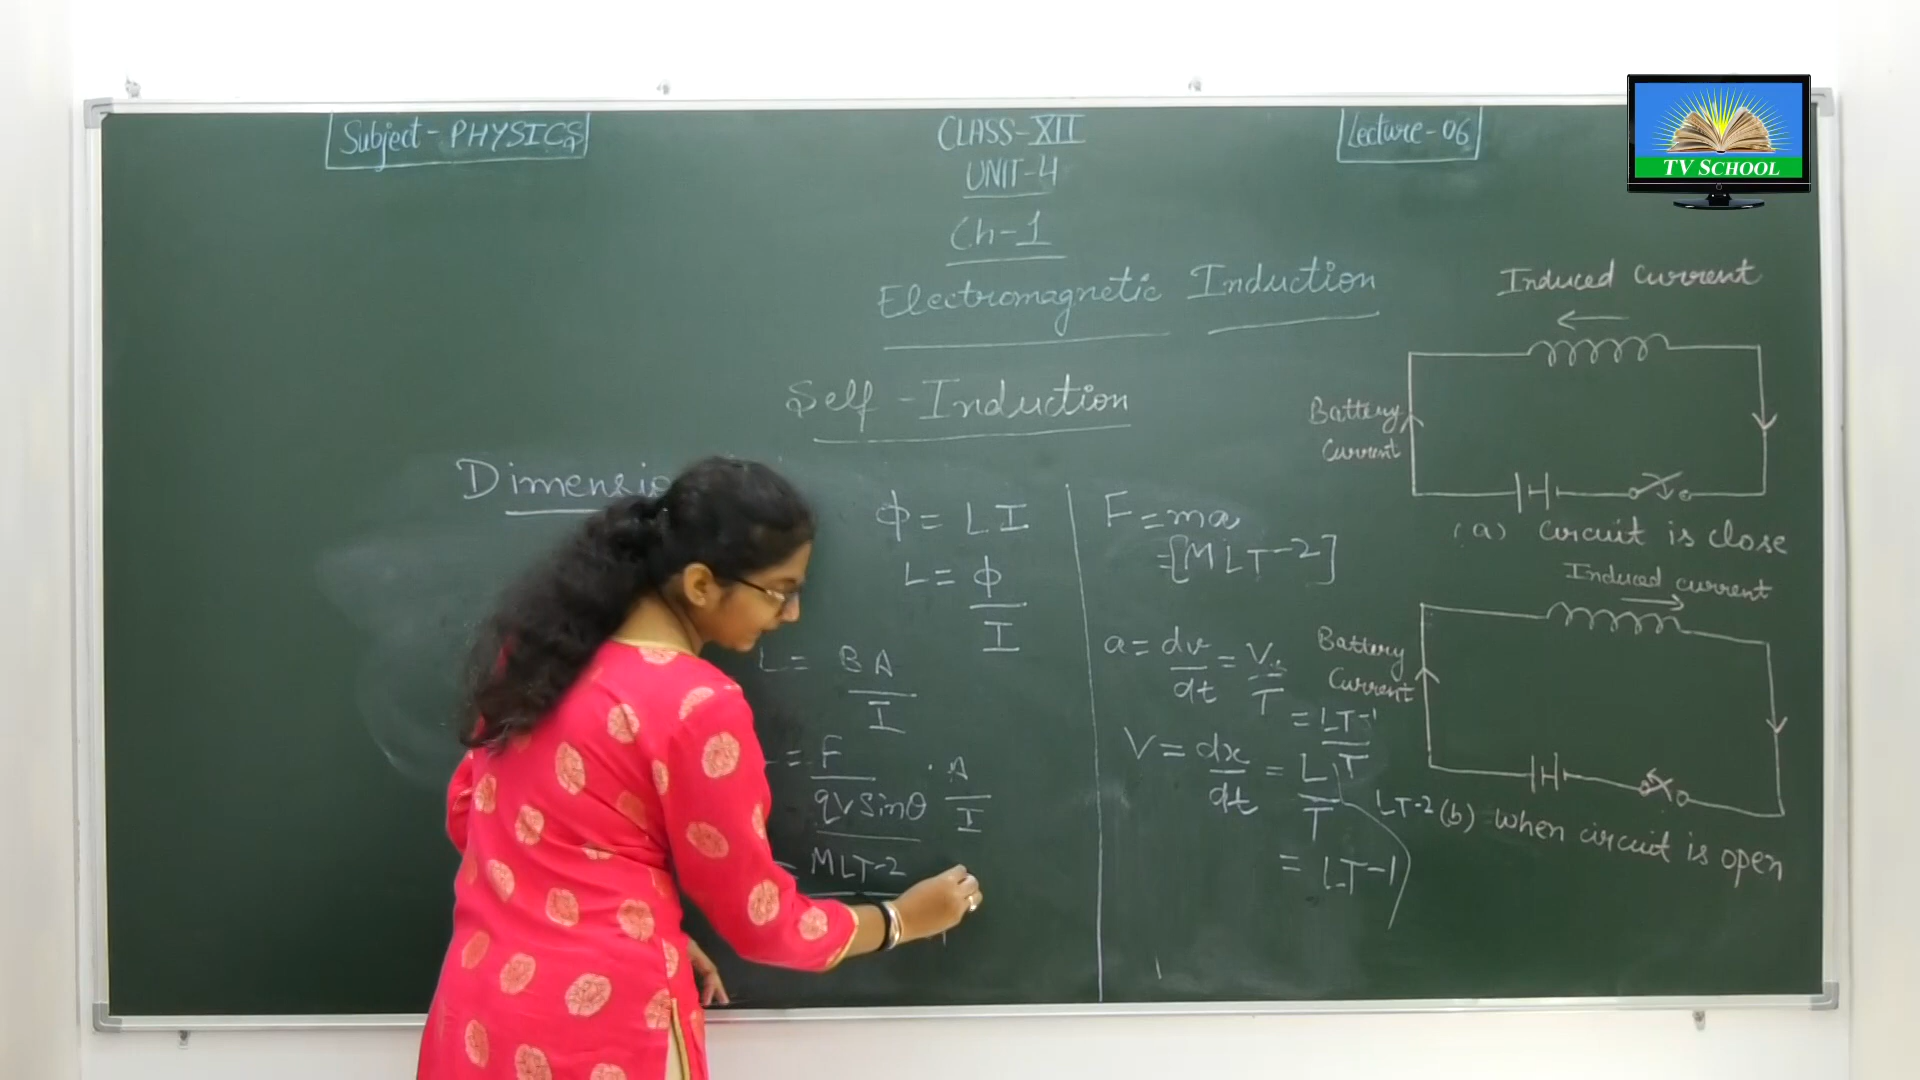 Subject - PHYSICS
CLASS-XII
UNIT-4
Ch-1
Lecture-06
TV SCHOOL
Electromagnetic Induction
Self-Induction
Φ = LI
L = Φ
I
L = BA
I
= F . A
qvSinθ I
= MLT-2
F = ma
= [MLT-2]
a = dv = V
dt T
= LT-1
T
LT-2
V = dx = L
dt T
= LT-1
Induced Current
Battery
Current
(a) Circuit is close
Induced current
Battery
Current
(b) When circuit is open